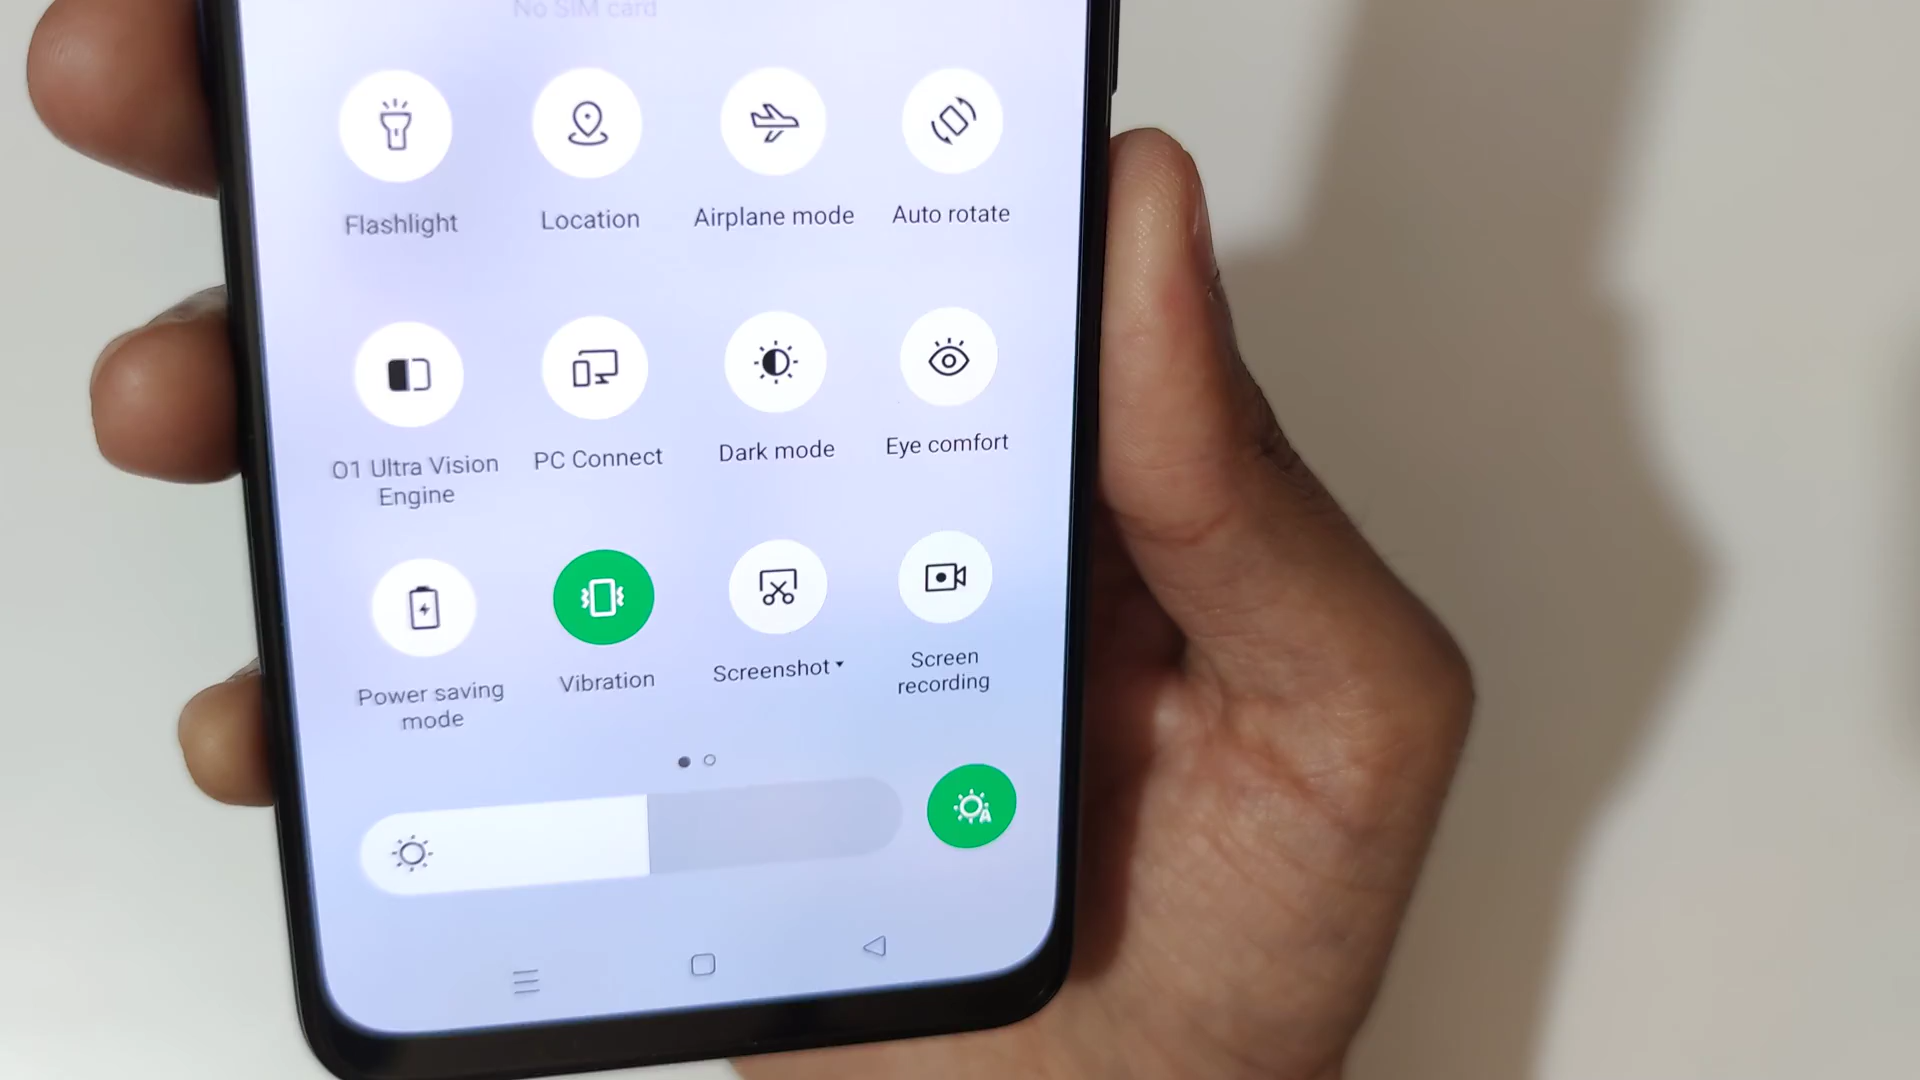 No SIM card
Flashlight
Location
Airplane mode
Auto rotate
O1 Ultra Vision
Engine
PC Connect
Dark mode
Eye comfort
Power saving
mode
Vibration
Screenshot
Screen
recording
A